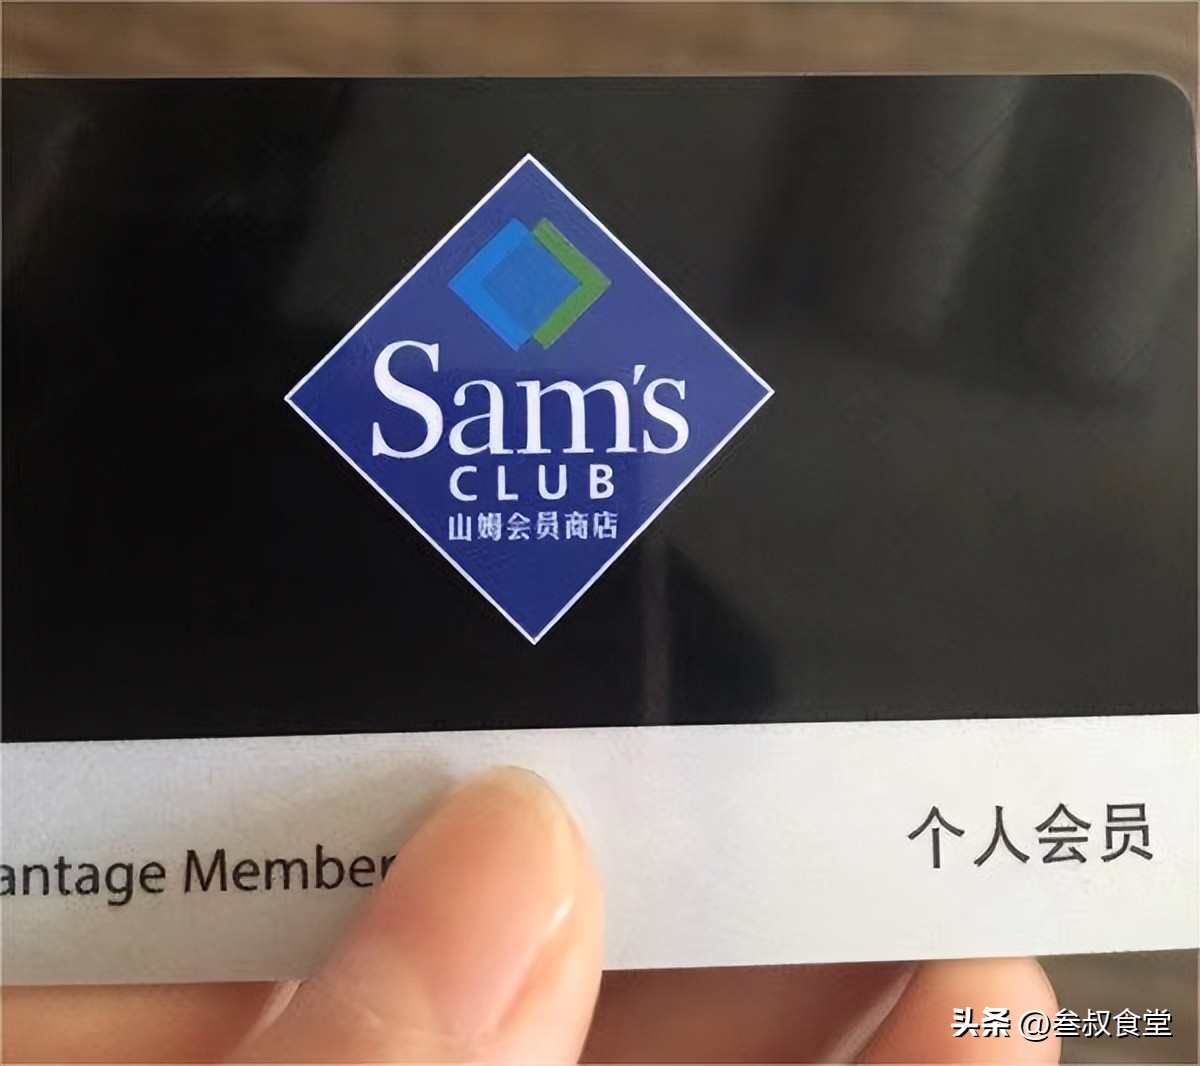 Sam's
CLUB
山姆会员商店
个人会员
antage Member
头条 @叁叔食堂